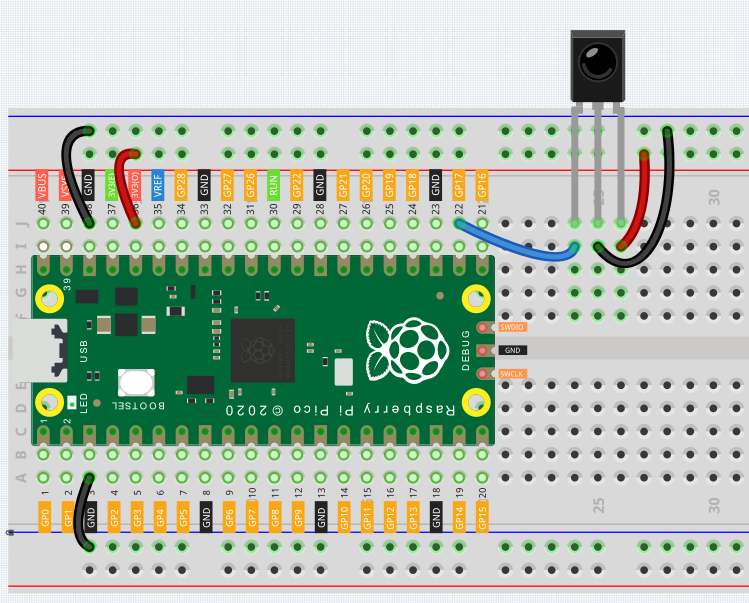 VBUS VSYS GND 3V3(E) 3V3(O) VREF GP28 GND GP27 GP26 RUN GP22 GND GP21 GP20 GP19 GP18 GND GP17 GP16
40 39 38 37 36 35 34 33 32 31 30 29 28 27 26 25 24 23 22 21
30
J
I
H
G
F
39
USB
DEBUG
SWDIO
GND
SWCLK
LED
BOOTSEL
Raspberry Pi Pico © 2020
1 2
E
D
C
B
A
1 2 3 4 5 6 7 8 9 10 11 12 13 14 15 16 17 18 19 20
25 30
GP0 GP1 GND GP2 GP3 GP4 GP5 GND GP6 GP7 GP8 GP9 GND GP10 GP11 GP12 GP13 GND GP14 GP15